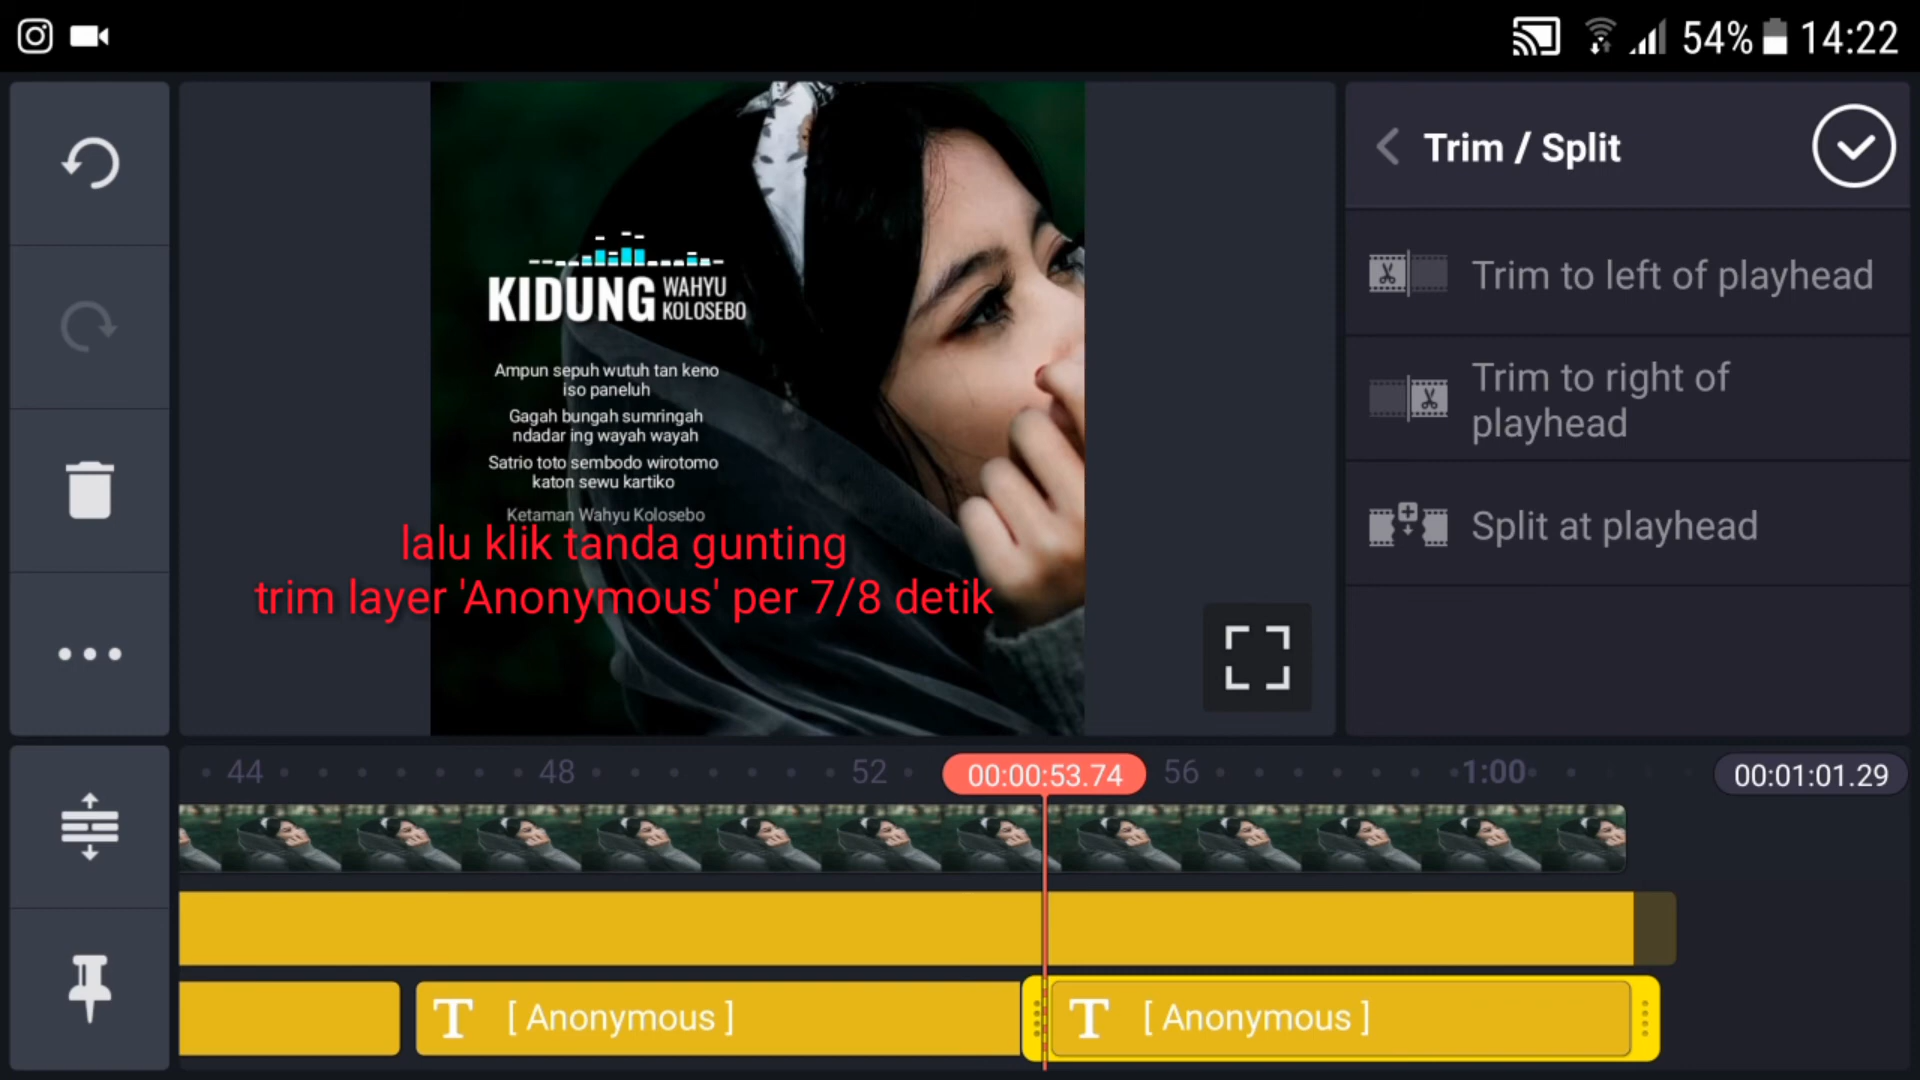 54% 14:22
KIDUNG WAHYU
KOLOSEBO
Ampun sepuh wutuh tan keno
iso paneluh
Gagah bungah sumringah
ndadar ing wayah wayah
Satrio toto sembodo wirotomo
katon sewu kartiko
Ketaman Wahyu Kolosebo
lalu klik tanda gunting
trim layer 'Anonymous' per 7/8 detik
Trim / Split
Trim to left of playhead
Trim to right of
playhead
Split at playhead
44 48 52 00:00:53.74 56 1:00 00:01:01.29
T [ Anonymous ] T [ Anonymous ]